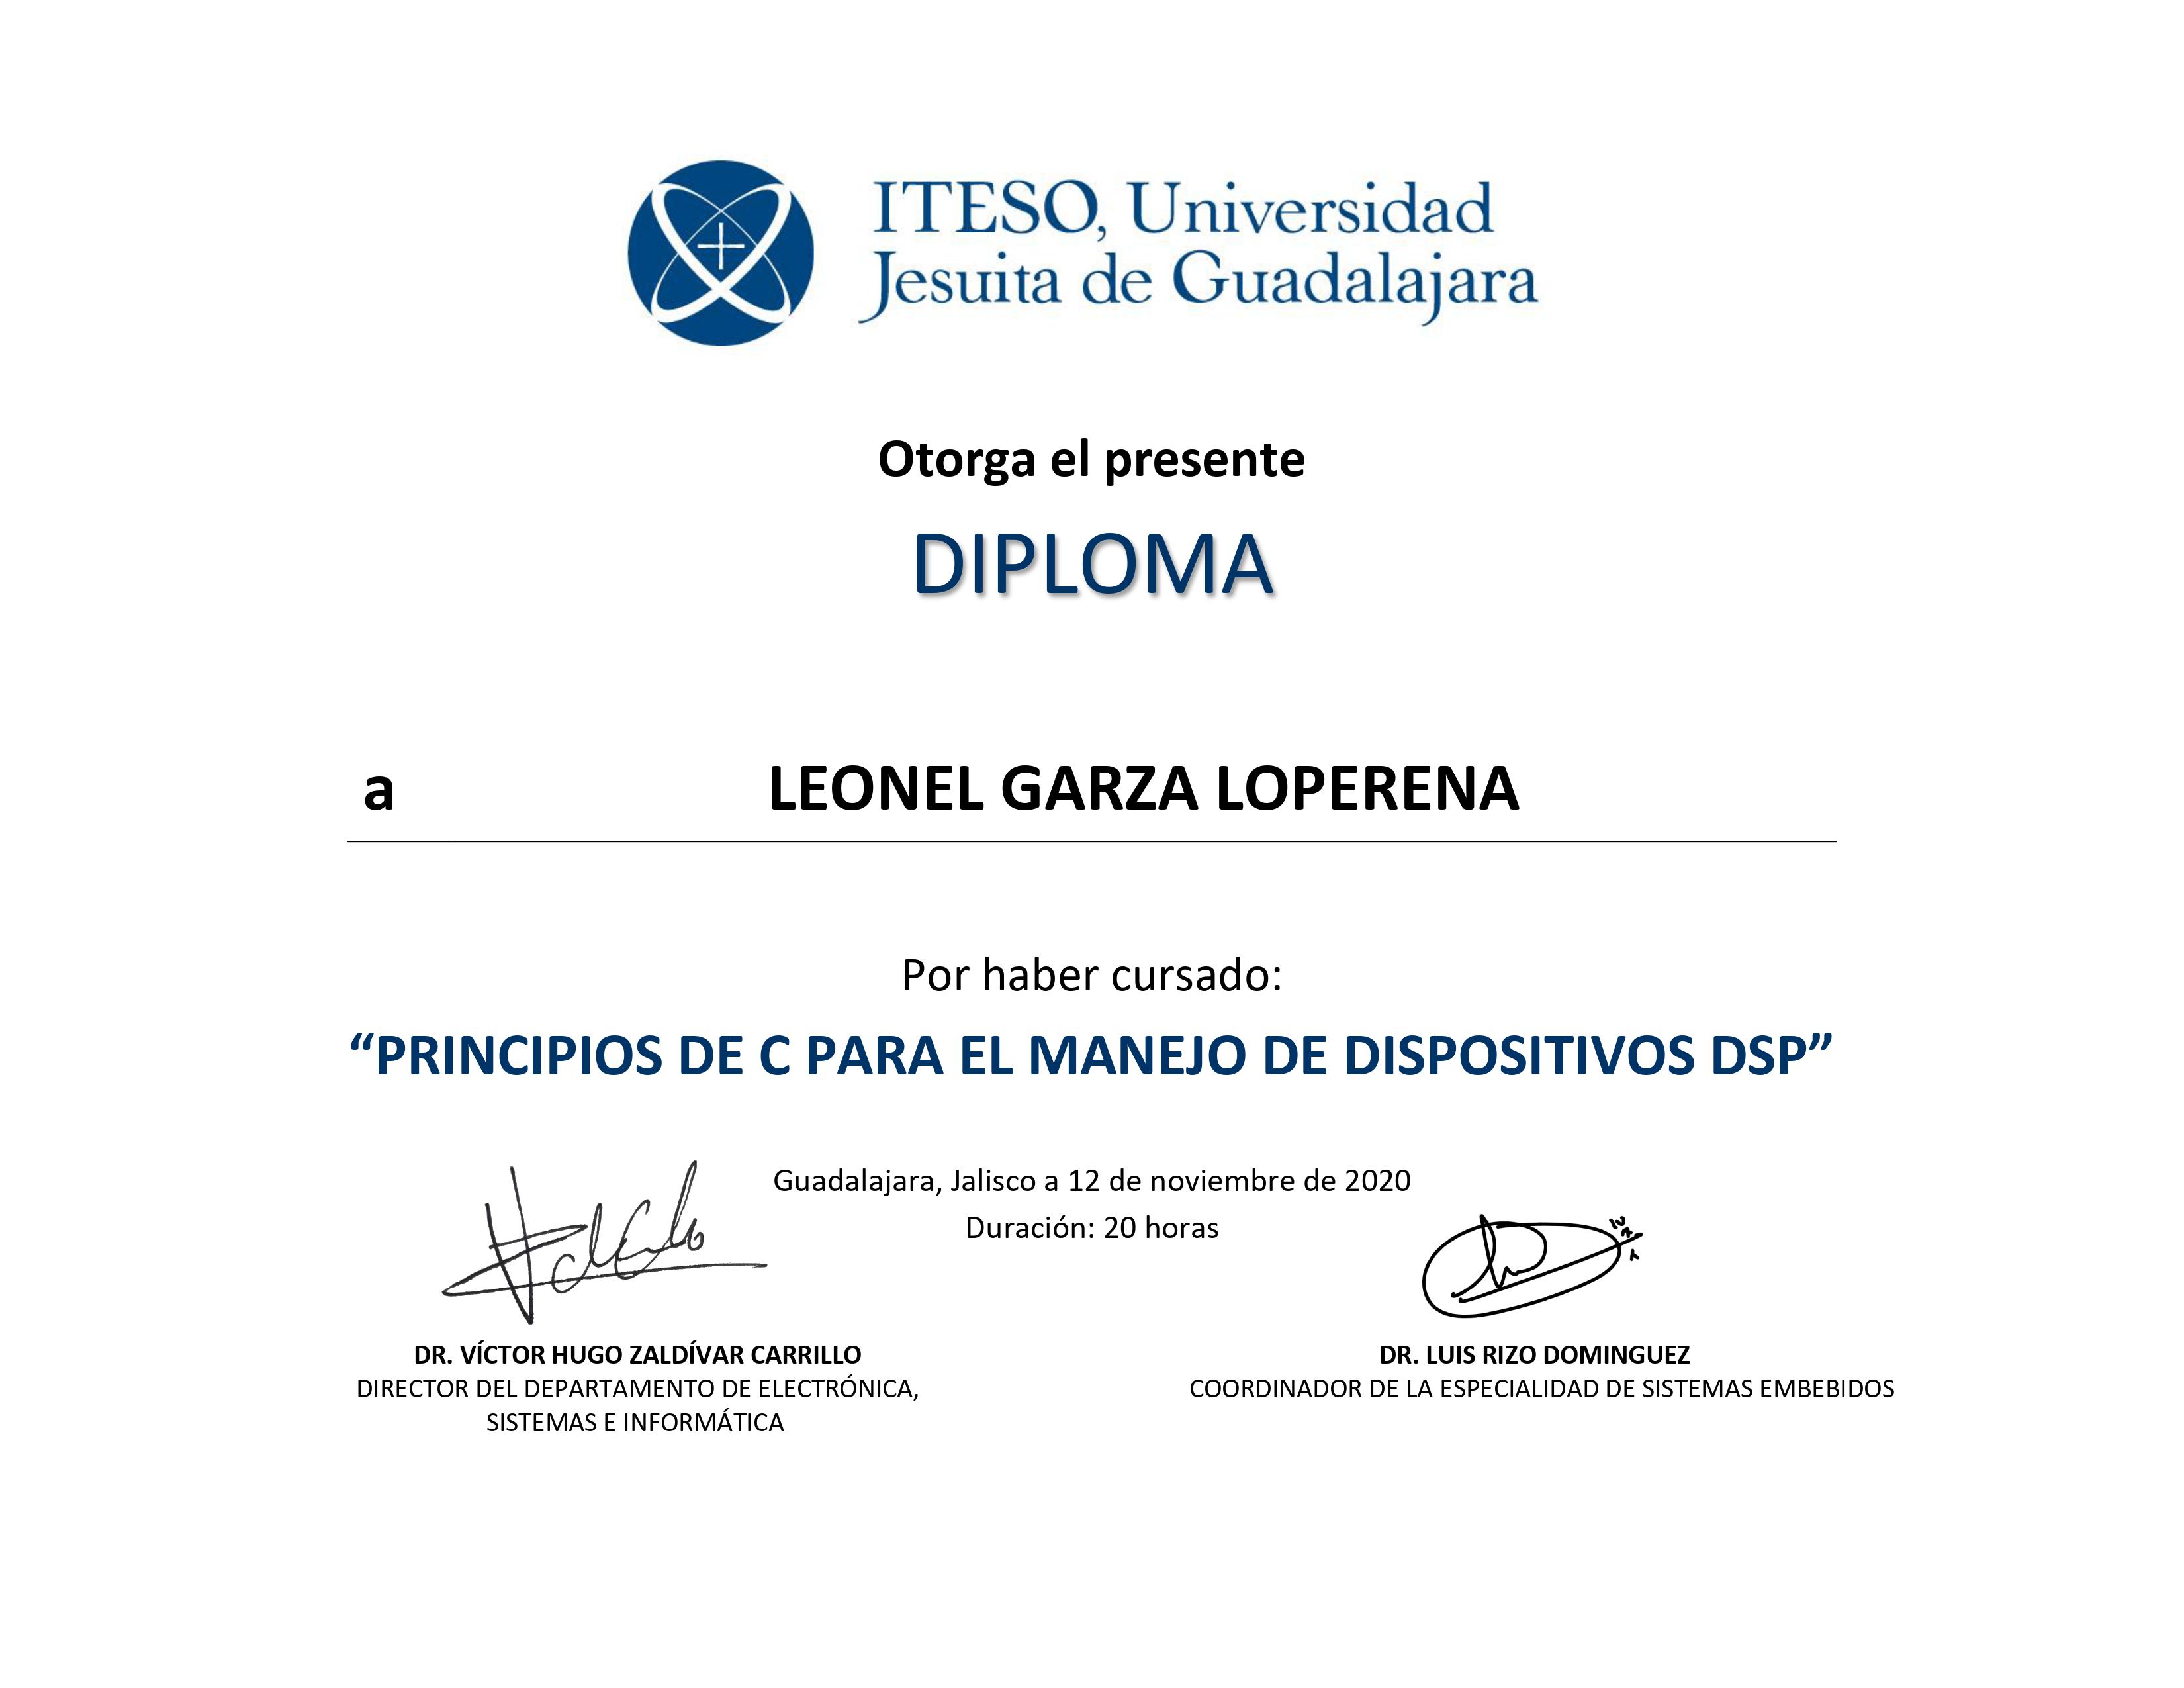 ITESO, Universidad
Jesuita de Guadalajara
Otorga el presente
DIPLOMA
a LEONEL GARZA LOPERENA
Por haber cursado:
“PRINCIPIOS DE C PARA EL MANEJO DE DISPOSITIVOS DSP”
Guadalajara, Jalisco a 12 de noviembre de 2020
Duración: 20 horas
DR. VÍCTOR HUGO ZALDÍVAR CARRILLO
DIRECTOR DEL DEPARTAMENTO DE ELECTRÓNICA,
SISTEMAS E INFORMÁTICA
DR. LUIS RIZO DOMINGUEZ
COORDINADOR DE LA ESPECIALIDAD DE SISTEMAS EMBEBIDOS